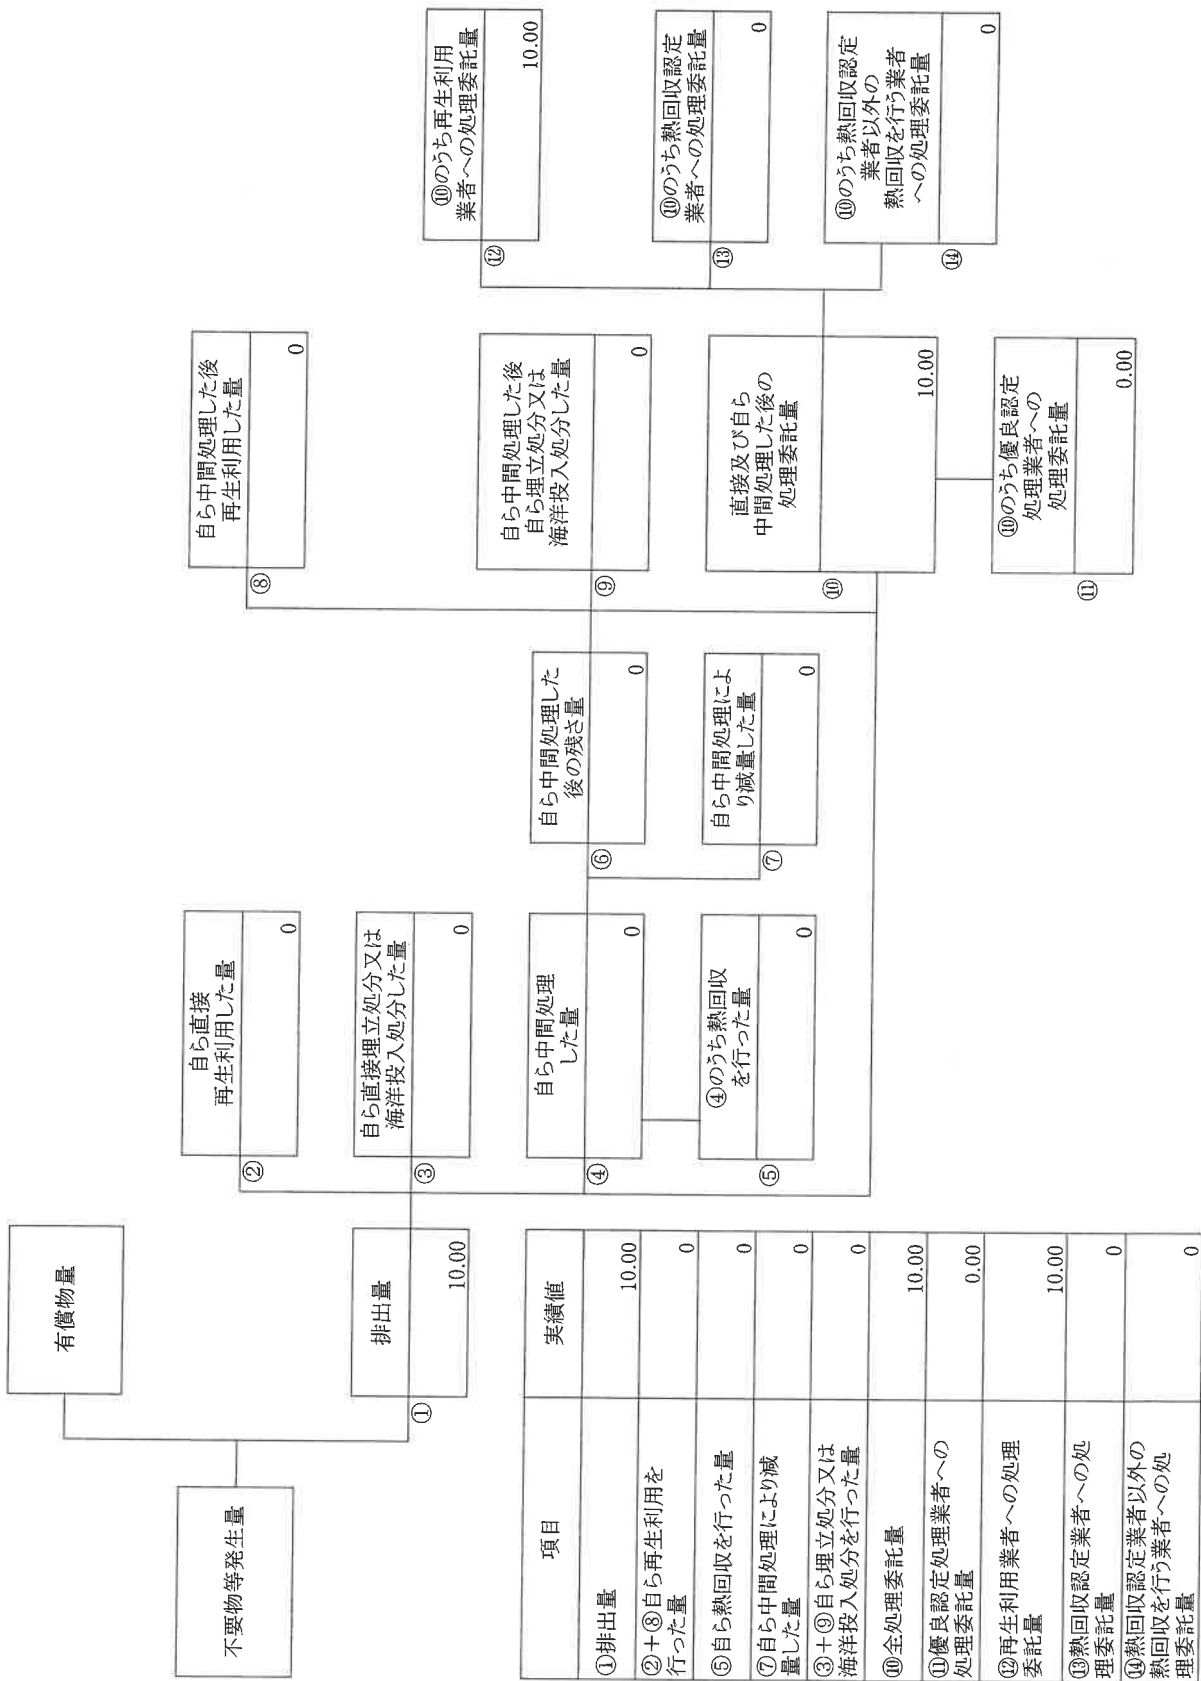 不要物等発生量
有償物量
①
排出量
10.00
②
自ら直接
再生利用した量
0
③
自ら直接埋立処分又は
海洋投入処分した量
0
④
自ら中間処理
した量
0
⑤
④のうち熱回収
を行った量
0
⑥
自ら中間処理した
後の残さ量
0
⑦
自ら中間処理によ
り減量した量
0
⑧
自ら中間処理した後
再生利用した量
0
⑨
自ら中間処理した後
自ら埋立処分又は
海洋投入処分した量
0
⑩
直接及び自ら
中間処理した後の
処理委託量
10.00
⑪
⑩のうち優良認定
処理業者への
処理委託量
0.00
⑫
⑩のうち再生利用
業者への処理委託量
10.00
⑬
⑩のうち熱回収認定
業者への処理委託量
0
⑭
⑩のうち熱回収認定
業者以外の
熱回収を行う業者
への処理委託量
0
項目 実績値
①排出量 10.00
②+⑧自ら再生利用を
行った量 0
⑤自ら熱回収を行った量 0
⑦自ら中間処理により減
量した量 0
③+⑨自ら埋立処分又は
海洋投入処分を行った量 0
⑩全処理委託量 10.00
⑪優良認定処理業者への
処理委託量 0.00
⑫再生利用業者への処理
委託量 10.00
⑬熱回収認定業者への処
理委託量 0
⑭熱回収認定業者以外の
熱回収を行う業者への処
理委託量 0